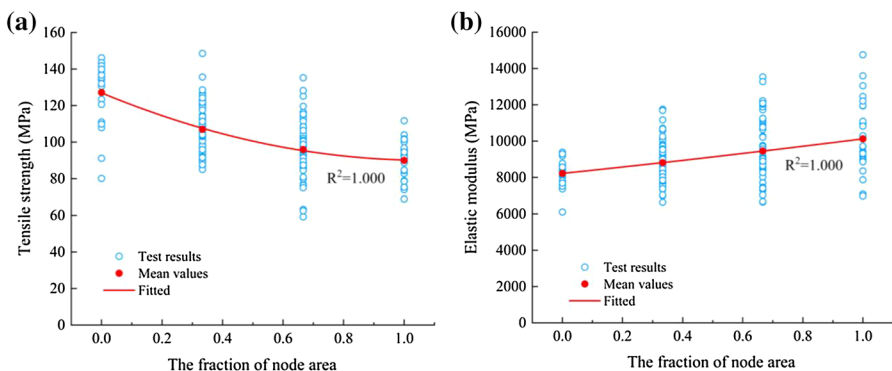 (a)
160
140
120
100
80
60
40
20
0
Tensile strength (MPa)
R²=1.000
Test results
Mean values
Fitted
0.0 0.2 0.4 0.6 0.8 1.0
The fraction of node area
(b)
16000
14000
12000
10000
8000
6000
4000
2000
0
Elastic modulus (MPa)
R²=1.000
Test results
Mean values
Fitted
0.0 0.2 0.4 0.6 0.8 1.0
The fraction of node area